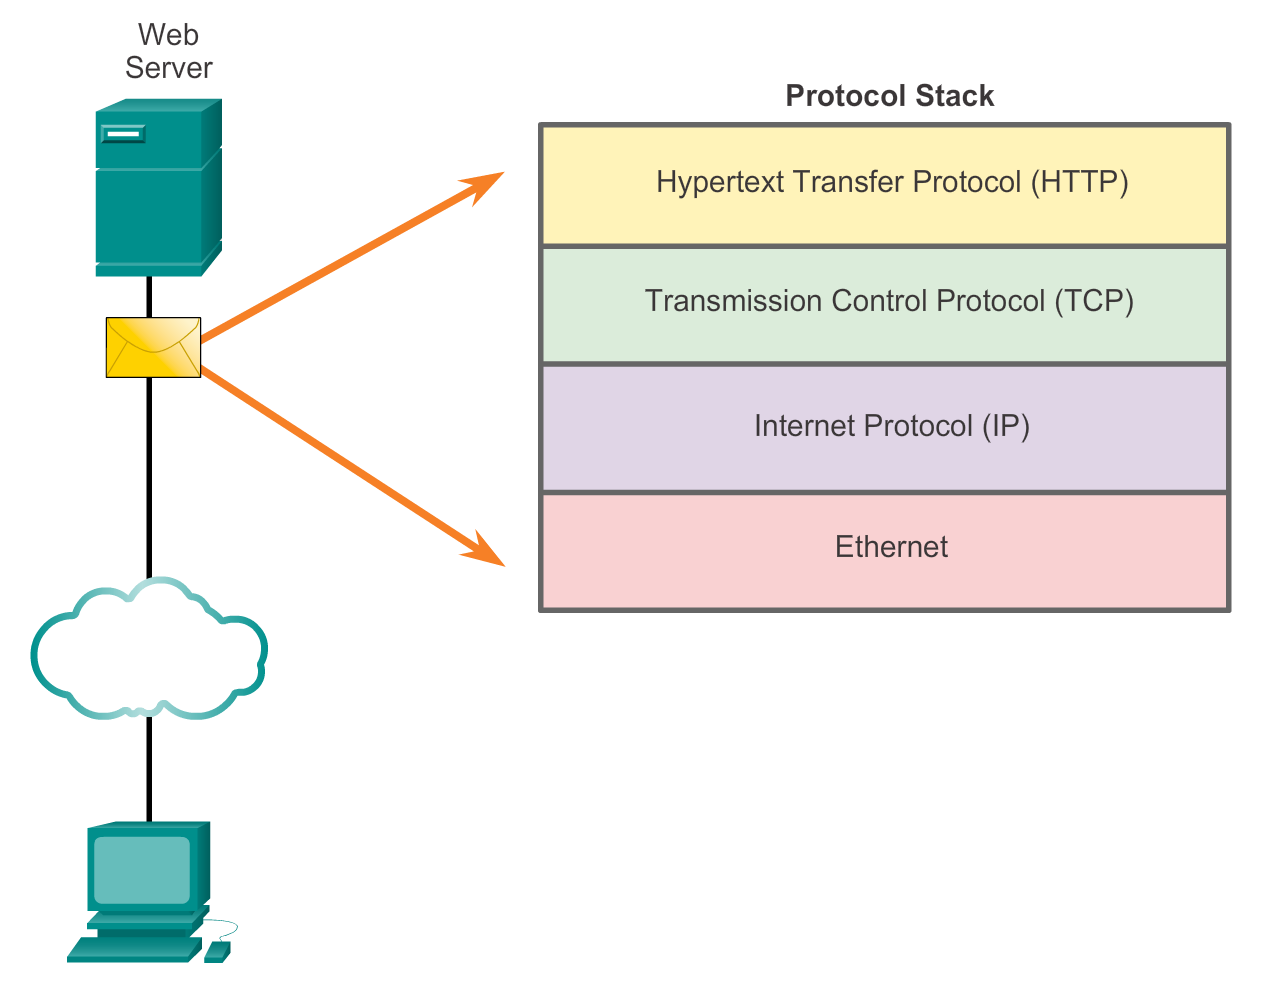 Web
Server
Protocol Stack
Hypertext Transfer Protocol (HTTP)
Transmission Control Protocol (TCP)
Internet Protocol (IP)
Ethernet